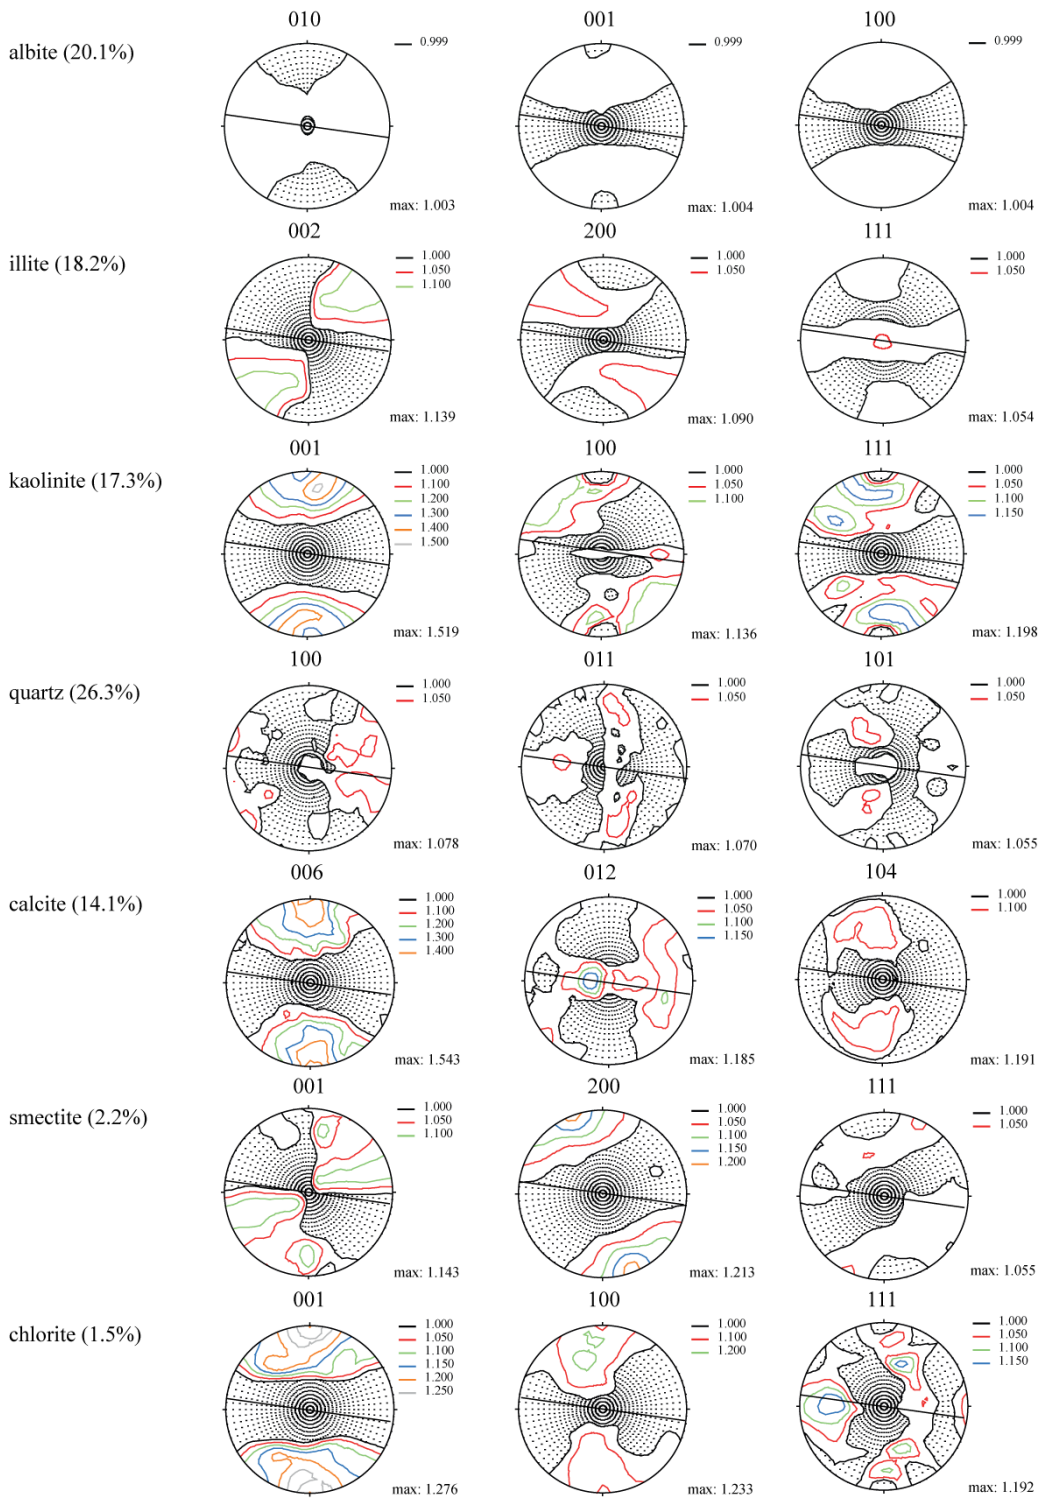 010 001 100
albite (20.1%)
0.999 0.999 0.999
max: 1.003 max: 1.004 max: 1.004
002 200 111
illite (18.2%)
1.000 1.000 1.000
1.050 1.050 1.050
1.100
max: 1.139 max: 1.090 max: 1.054
001 100 111
kaolinite (17.3%)
1.000 1.000 1.000
1.100 1.050 1.050
1.200 1.100 1.100
1.300 1.150
1.400
1.500
max: 1.519 max: 1.136 max: 1.198
100 011 101
quartz (26.3%)
1.000 1.000 1.000
1.050 1.050 1.050
max: 1.078 max: 1.070 max: 1.055
006 012 104
calcite (14.1%)
1.000 1.000 1.000
1.100 1.050 1.100
1.200 1.100
1.300 1.150
1.400
max: 1.543 max: 1.185 max: 1.191
001 200 111
smectite (2.2%)
1.000 1.000 1.000
1.050 1.050 1.050
1.100 1.100
1.150
1.200
max: 1.143 max: 1.213 max: 1.055
001 100 111
chlorite (1.5%)
1.000 1.000 1.000
1.050 1.100 1.050
1.100 1.200 1.100
1.150 1.150
1.200
1.250
max: 1.276 max: 1.233 max: 1.192